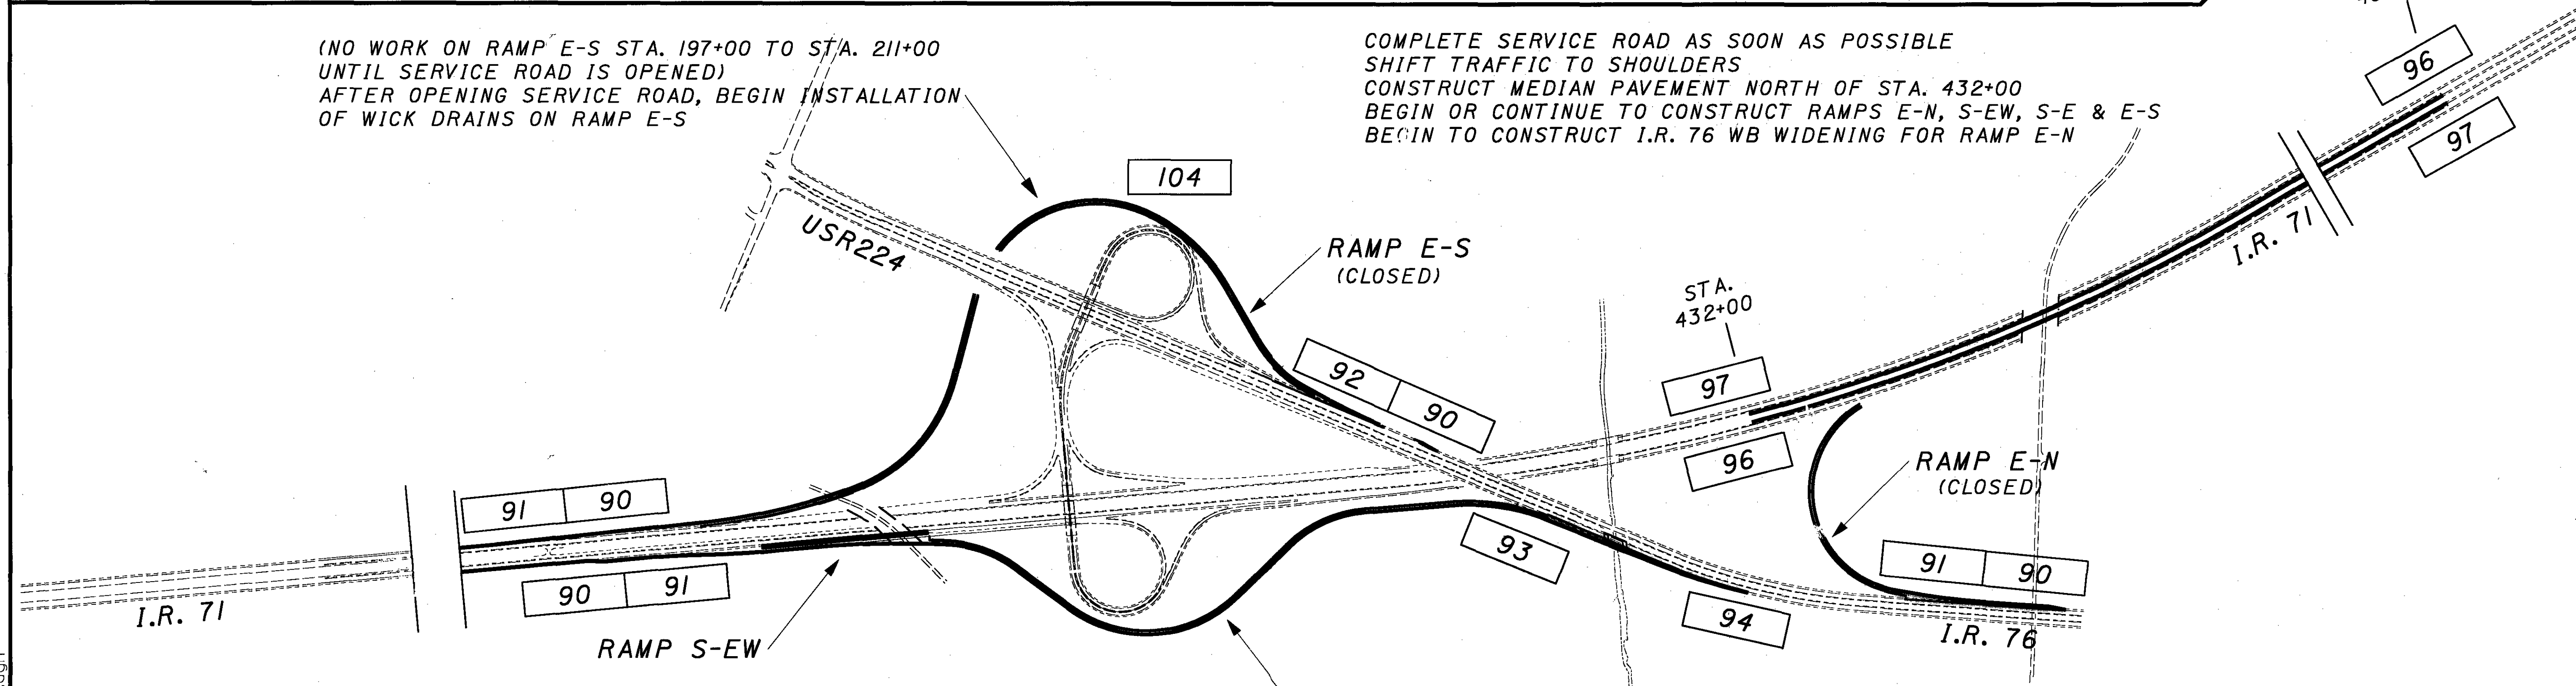 (NO WORK ON RAMP E-S STA. 197+00 TO STA. 211+00
UNTIL SERVICE ROAD IS OPENED)
AFTER OPENING SERVICE ROAD, BEGIN INSTALLATION
OF WICK DRAINS ON RAMP E-S
COMPLETE SERVICE ROAD AS SOON AS POSSIBLE
SHIFT TRAFFIC TO SHOULDERS
CONSTRUCT MEDIAN PAVEMENT NORTH OF STA. 432+00
BEGIN OR CONTINUE TO CONSTRUCT RAMPS E-N, S-EW, S-E & E-S
BEGIN TO CONSTRUCT I.R. 76 WB WIDENING FOR RAMP E-N
96
97
104
USR224
RAMP E-S
(CLOSED)
I.R. 71
STA.
432+00
92 90
97
96
RAMP E-N
(CLOSED)
91 90
93
91 90
90 91
94
I.R. 71
RAMP S-EW
I.R. 76